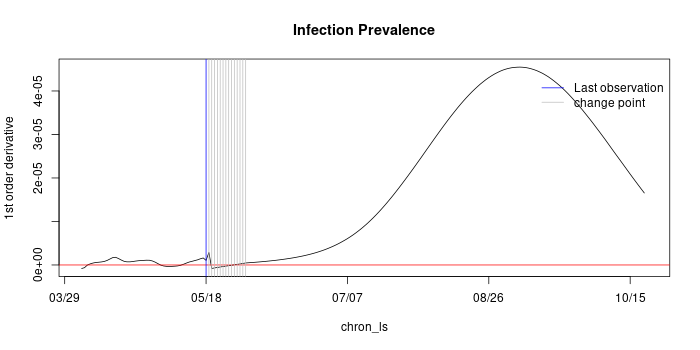 Infection Prevalence
1st order derivative
4e-05
3e-05
2e-05
0e+00
Last observation
change point
03/29
05/18
07/07
08/26
10/15
chron_ls